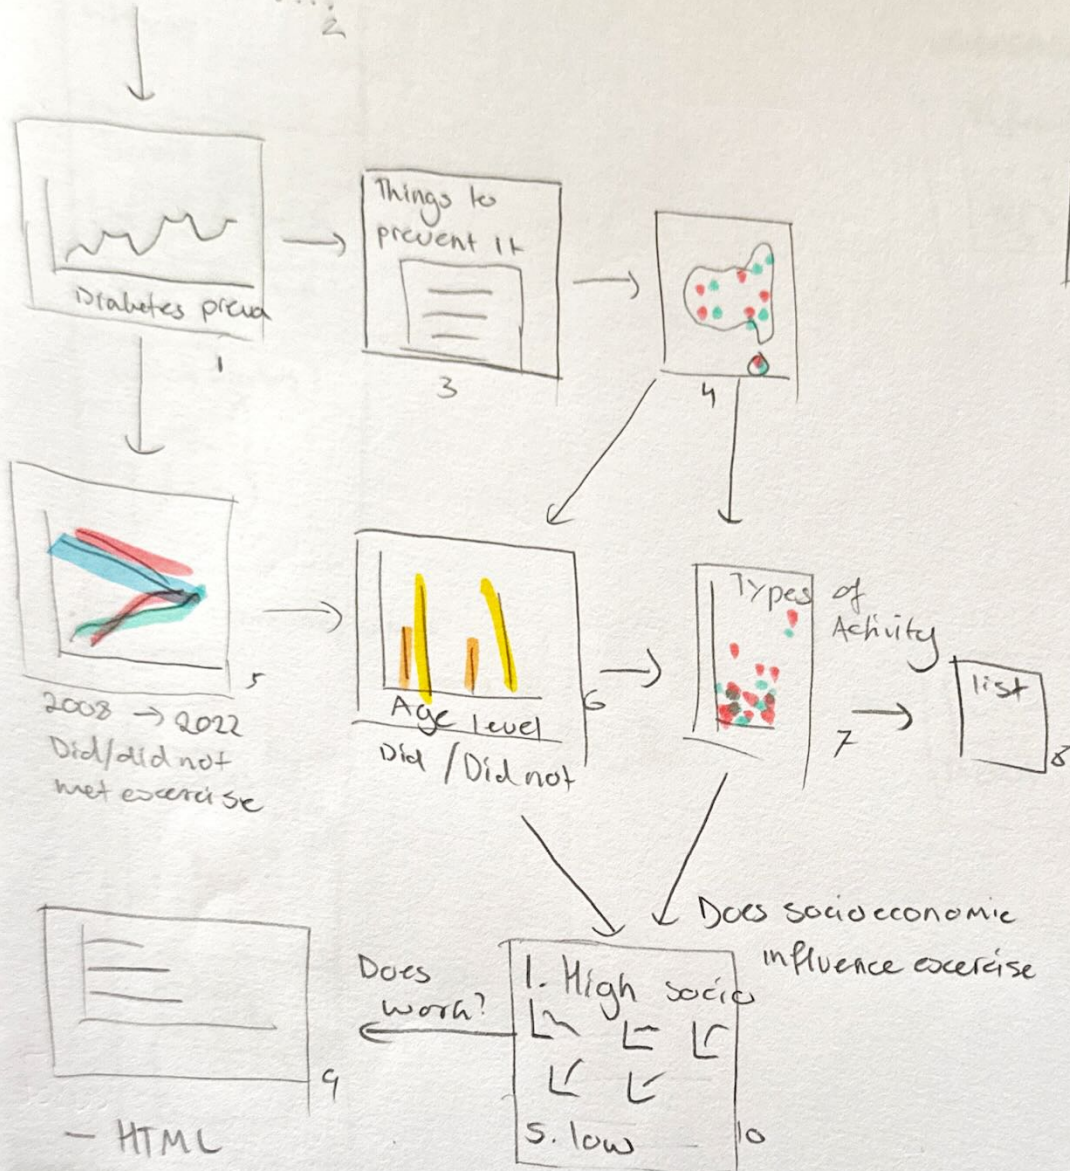 2
Diabetes preva
1
Things to
prevent it
3
4
2008 → 2022
Did/did not
met excercise
5
Age level
Did / Did not
6
Types of
Activity
7
list
8
Does socioeconomic
influence excercise
1. High socio
5. low
10
Does
work?
9
- HTML